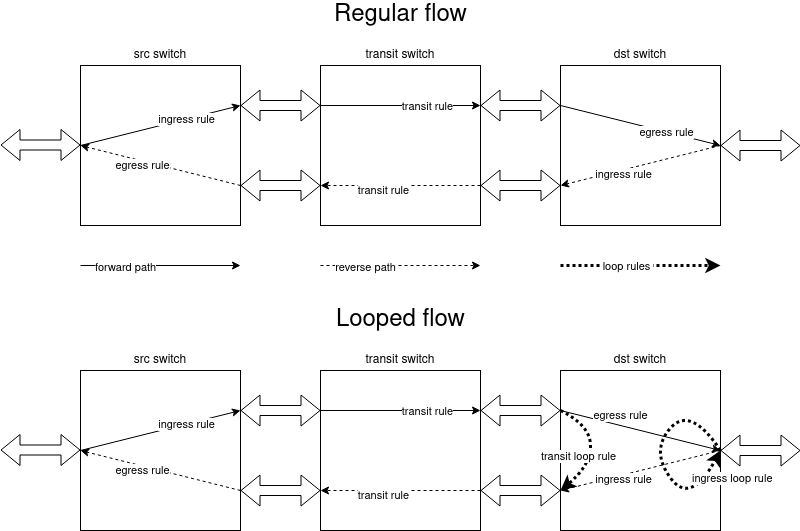 Regular flow
src switch
transit switch
dst switch
ingress rule
transit rule
egress rule
egress rule
transit rule
ingress rule
forward path
reverse path
loop rules
Looped flow
src switch
transit switch
dst switch
ingress rule
transit rule
egress rule
transit loop rule
egress rule
transit rule
ingress rule
ingress loop rule